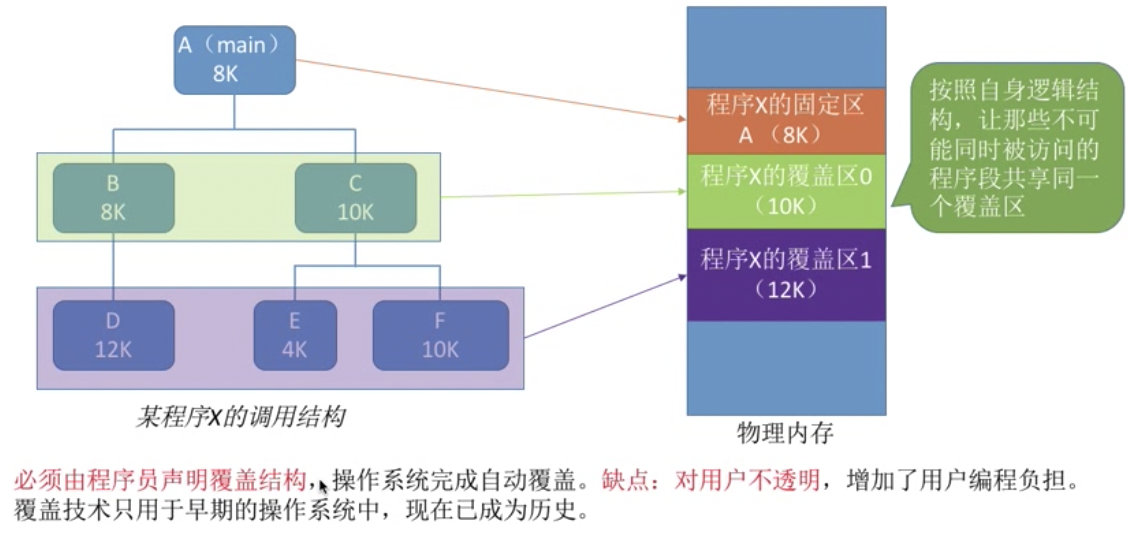 A（main）
8K
B
8K
C
10K
D
12K
E
4K
F
10K
某程序X的调用结构
程序X的固定区
A （8K）
程序X的覆盖区0
（10K）
程序X的覆盖区1
（12K）
物理内存
按照自身逻辑结
构，让那些不可
能同时被访问的
程序段共享同一
个覆盖区
必须由程序员声明覆盖结构，操作系统完成自动覆盖。缺点：对用户不透明，增加了用户编程负担。
覆盖技术只用于早期的操作系统中，现在已成为历史。